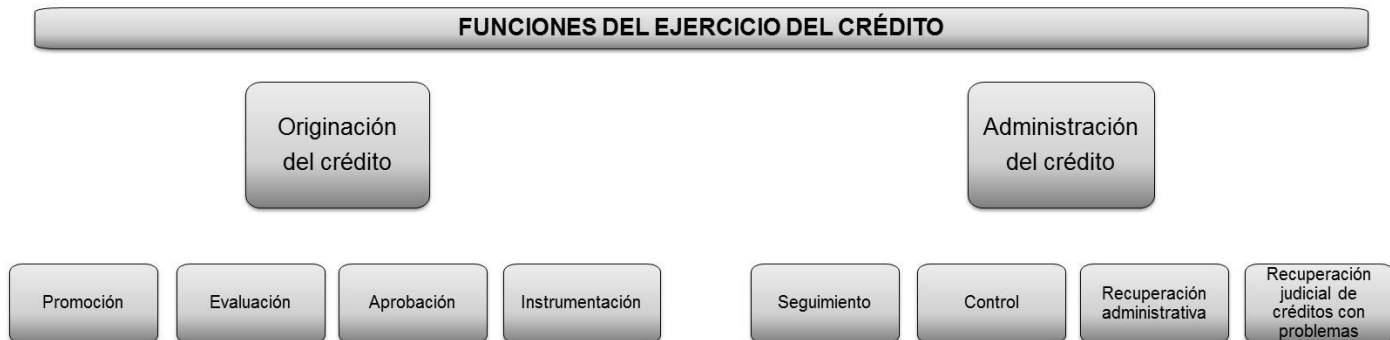 FUNCIONES DEL EJERCICIO DEL CRÉDITO
Originación
del crédito
Administración
del crédito
Promoción
Evaluación
Aprobación
Instrumentación
Seguimiento
Control
Recuperación
administrativa
Recuperación
judicial de
créditos con
problemas